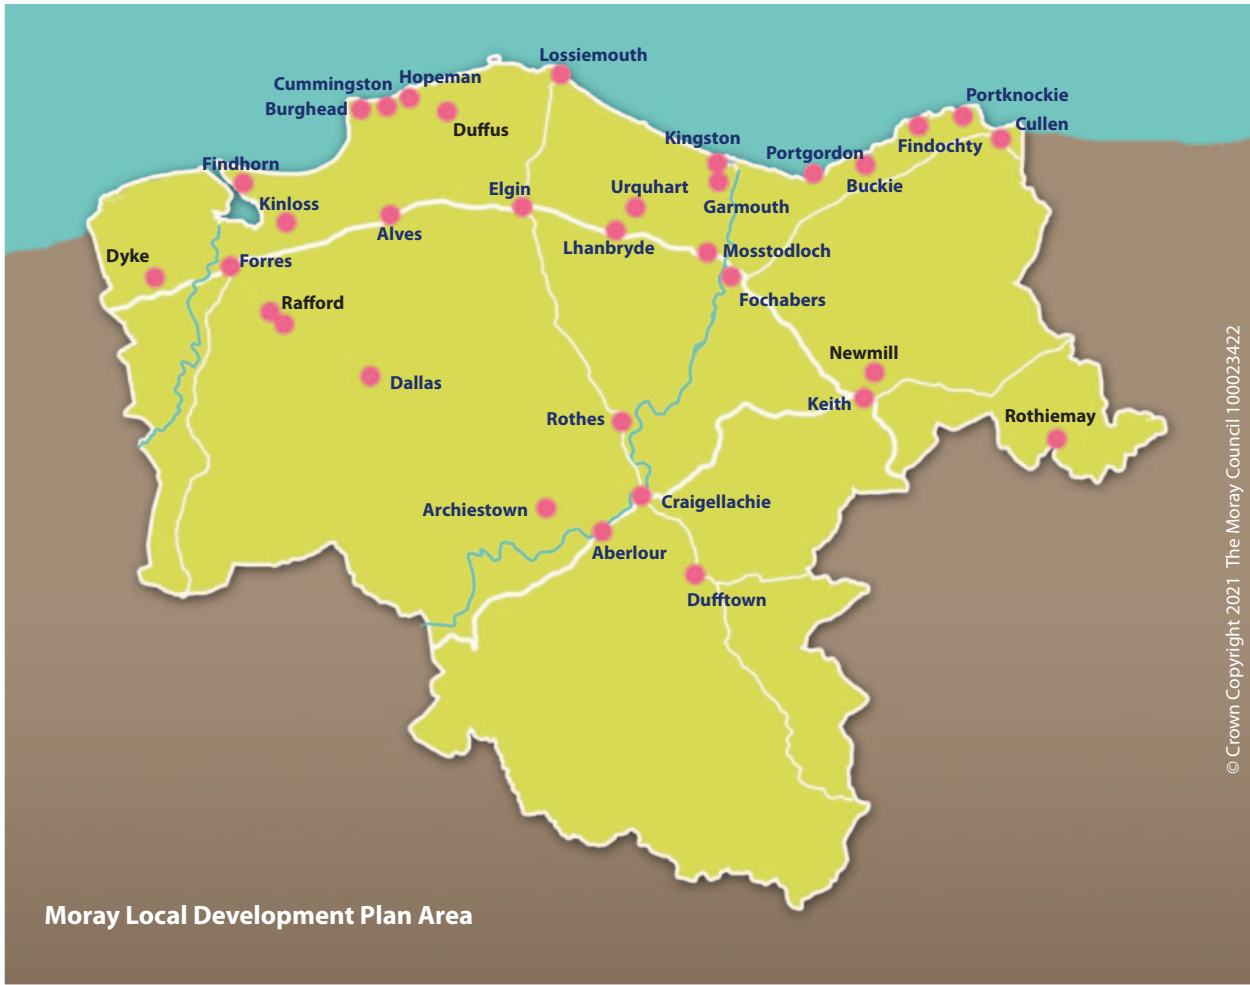 Lossiemouth
Cummingston
Hopeman
Burghead
Duffus
Portknockie
Cullen
Kingston
Portgordon
Findochty
Findhorn
Buckie
Kinloss
Elgin
Urquhart
Garmouth
Alves
Lhanbryde
Mosstodloch
Dyke
Forres
Fochabers
Rafford
Newmill
Dallas
Keith
Rothes
Rothiemay
Archiestown
Craigellachie
Aberlour
Dufftown
Moray Local Development Plan Area
© Crown Copyright 2021 The Moray Council 100023422